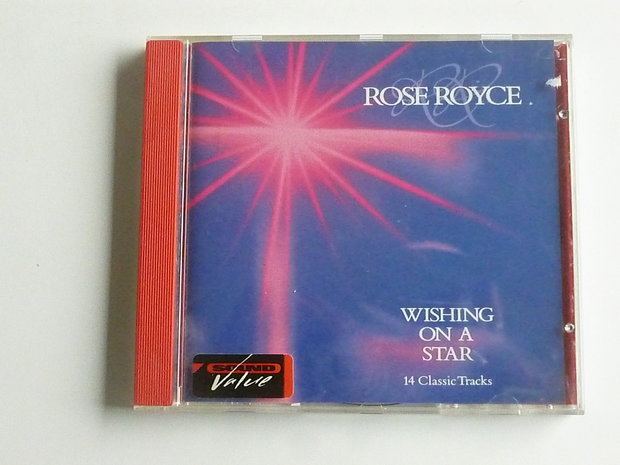 ROSE ROYCE
WISHING
ON A
STAR
14 Classic Tracks
SOUND
Value